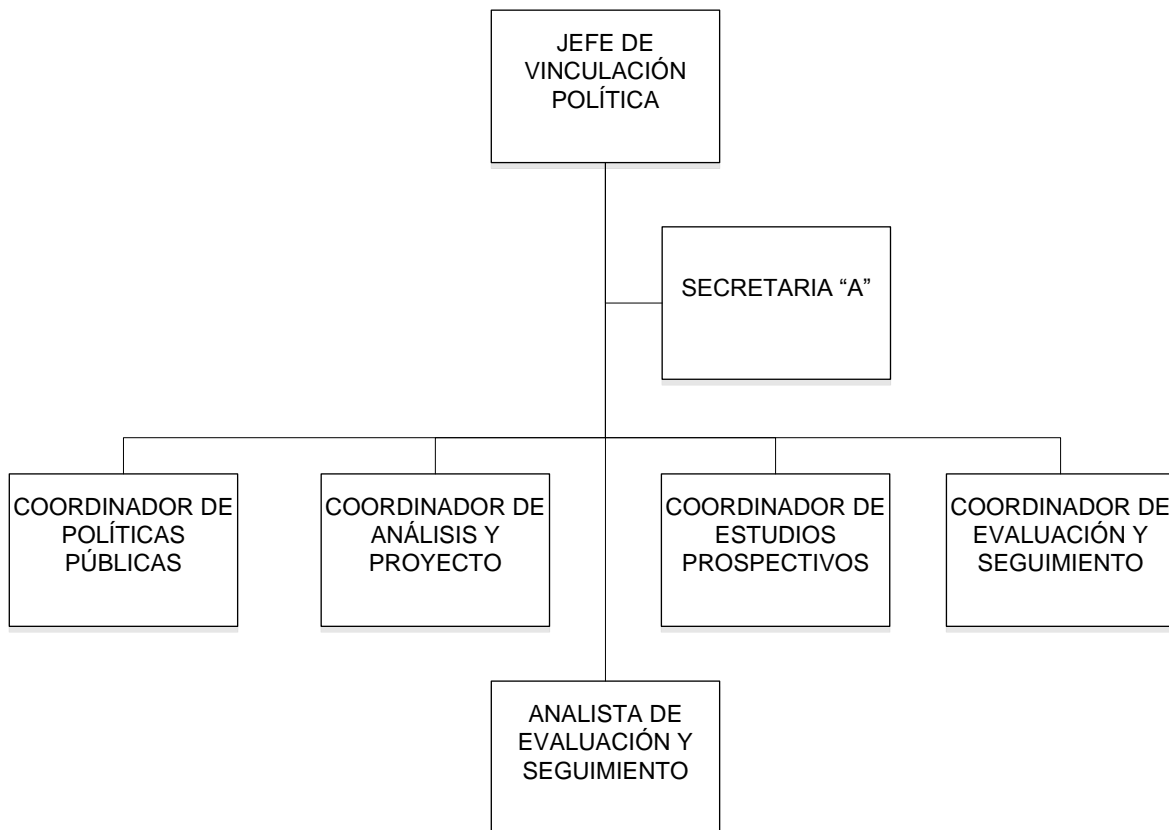 JEFE DE
VINCULACIÓN
POLÍTICA
SECRETARIA “A”
COORDINADOR DE
POLÍTICAS
PÚBLICAS
COORDINADOR DE
ANÁLISIS Y
PROYECTO
COORDINADOR DE
ESTUDIOS
PROSPECTIVOS
COORDINADOR DE
EVALUACIÓN Y
SEGUIMIENTO
ANALISTA DE
EVALUACIÓN Y
SEGUIMIENTO